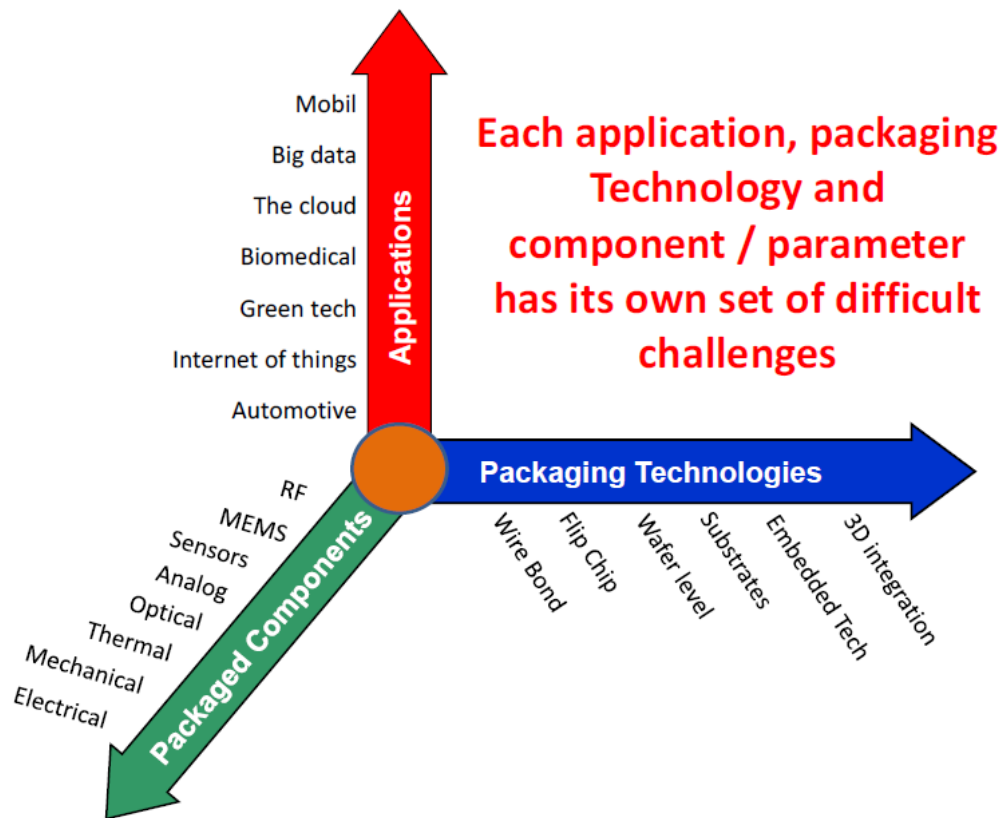 Mobil
Big data
The cloud
Biomedical
Green tech
Internet of things
Automotive
Applications
Each application, packaging
Technology and
component / parameter
has its own set of difficult
challenges
Packaging Technologies
Wire Bond
Flip Chip
Wafer level
Substrates
Embedded Tech
3D integration
RF
MEMS
Sensors
Analog
Optical
Thermal
Mechanical
Electrical
Packaged Components